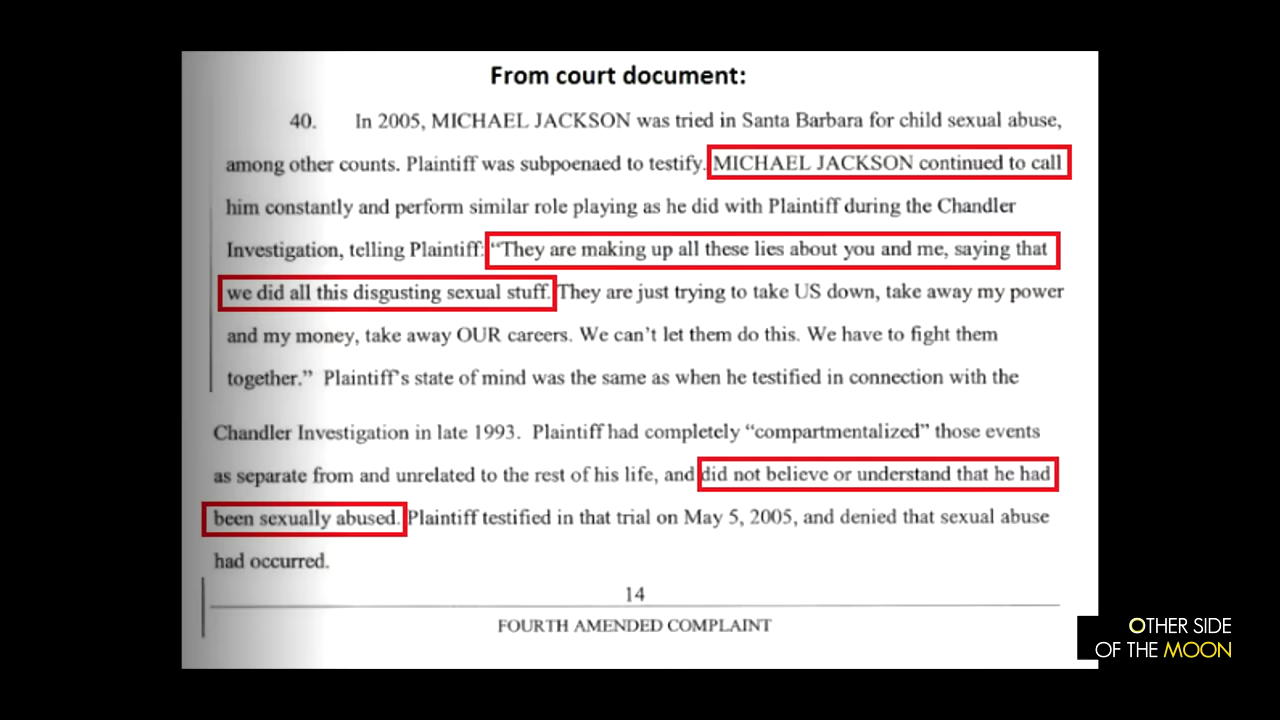 From court document:
40. In 2005, MICHAEL JACKSON was tried in Santa Barbara for child sexual abuse,
among other counts. Plaintiff was subpoenaed to testify. MICHAEL JACKSON continued to call
him constantly and perform similar role playing as he did with Plaintiff during the Chandler
Investigation, telling Plaintiff: “They are making up all these lies about you and me, saying that
we did all this disgusting sexual stuff. They are just trying to take US down, take away my power
and my money, take away OUR careers. We can’t let them do this. We have to fight them
together.” Plaintiff’s state of mind was the same as when he testified in connection with the
Chandler Investigation in late 1993. Plaintiff had completely “compartmentalized” those events
as separate from and unrelated to the rest of his life, and did not believe or understand that he had
been sexually abused. Plaintiff testified in that trial on May 5, 2005, and denied that sexual abuse
had occurred.
14
FOURTH AMENDED COMPLAINT
OTHER SIDE
OF THE MOON